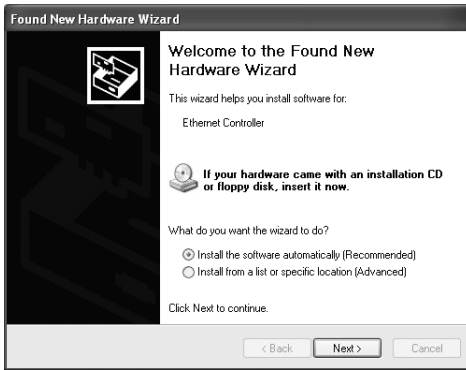 Found New Hardware Wizard
Welcome to the Found New
Hardware Wizard
This wizard helps you install software for:
Ethernet Controller
If your hardware came with an installation CD
or floppy disk, insert it now.
What do you want the wizard to do?
Install the software automatically (Recommended)
Install from a list or specific location (Advanced)
Click Next to continue.
< Back Next > Cancel